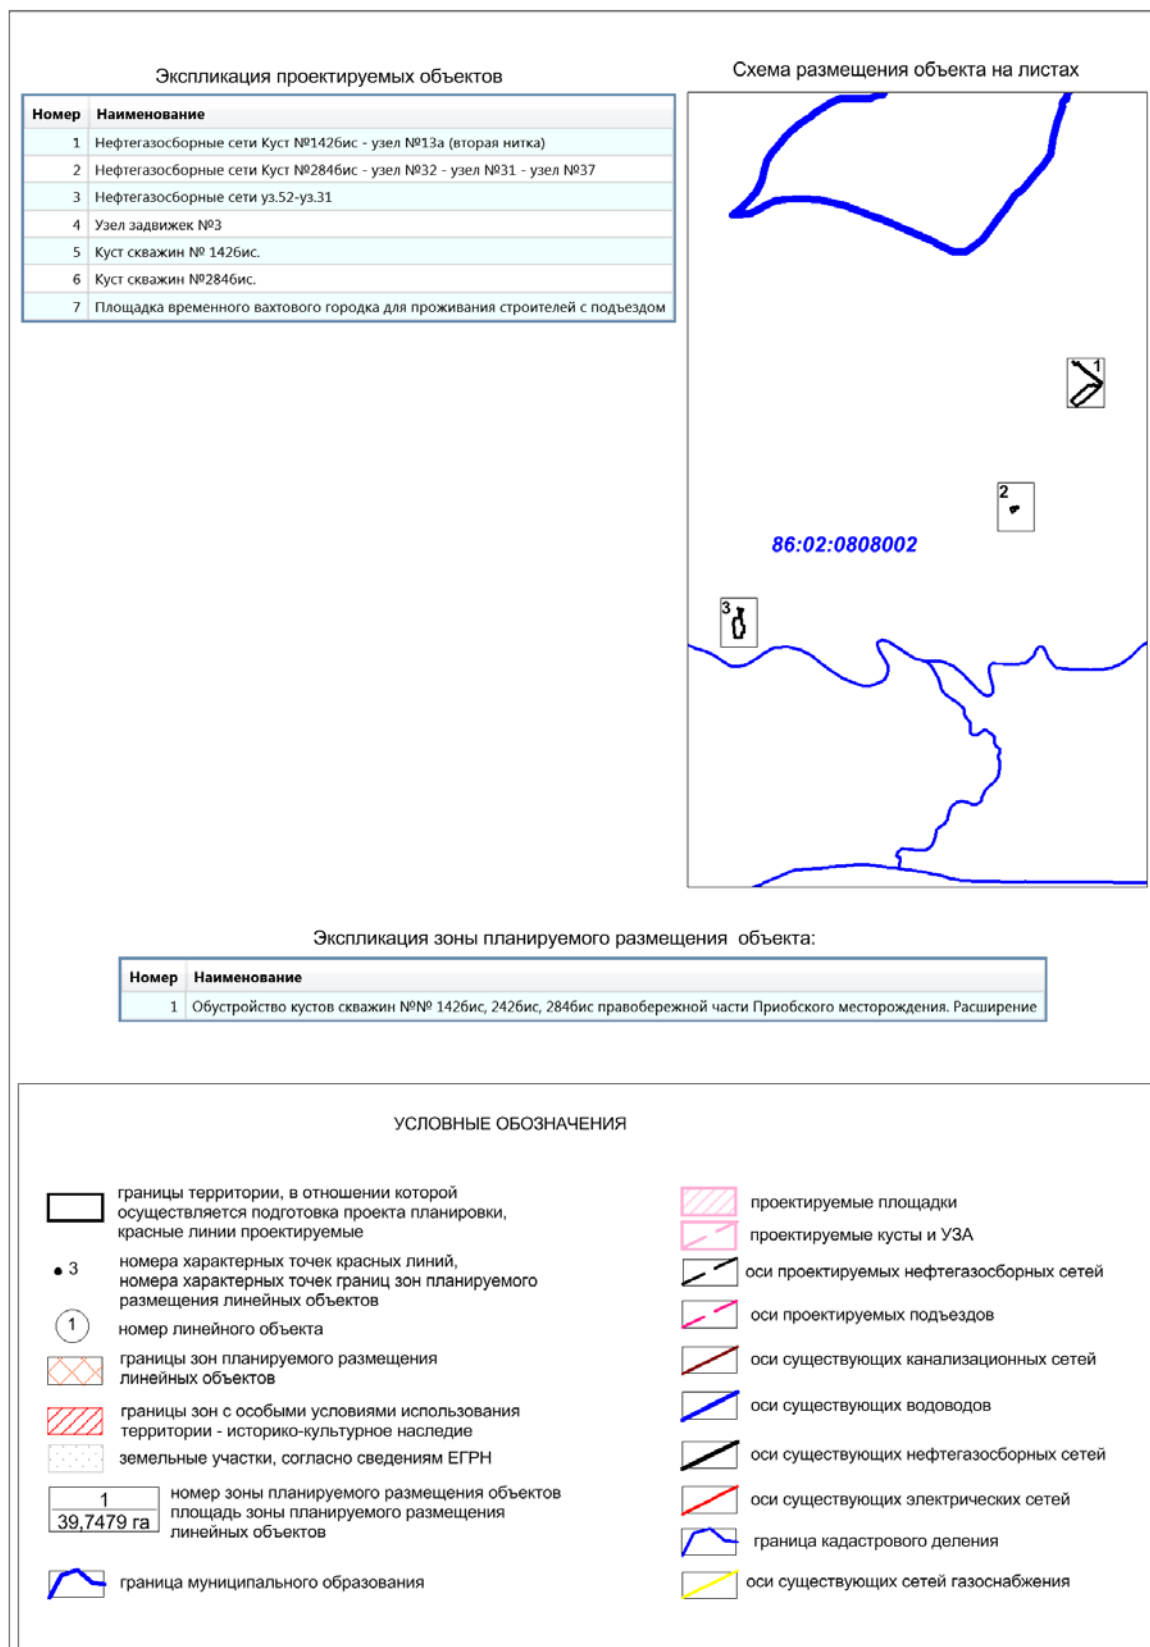 Экспликация проектируемых объектов
Номер Наименование
1 Нефтегазосборные сети Куст №142бис - узел №13а (вторая нитка)
2 Нефтегазосборные сети Куст №284бис - узел №32 - узел №31 - узел №37
3 Нефтегазосборные сети уз.52-уз.31
4 Узел задвижек №3
5 Куст скважин № 142бис.
6 Куст скважин №284бис.
7 Площадка временного вахтового городка для проживания строителей с подъездом
Схема размещения объекта на листах
1
2
86:02:0808002
3
Экспликация зоны планируемого размещения объекта:
Номер Наименование
1 Обустройство кустов скважин №№ 142бис, 242бис, 284бис правобережной части Приобского месторождения. Расширение
УСЛОВНЫЕ ОБОЗНАЧЕНИЯ
границы территории, в отношении которой
осуществляется подготовка проекта планировки,
красные линии проектируемые
3 номера характерных точек красных линий,
номера характерных точек границ зон планируемого
размещения линейных объектов
1 номер линейного объекта
границы зон планируемого размещения
линейных объектов
границы зон с особыми условиями использования
территории - историко-культурное наследие
земельные участки, согласно сведениям ЕГРН
1
39,7479 га
номер зоны планируемого размещения объектов
площадь зоны планируемого размещения
линейных объектов
граница муниципального образования
проектируемые площадки
проектируемые кусты и УЗА
оси проектируемых нефтегазосборных сетей
оси проектируемых подъездов
оси существующих канализационных сетей
оси существующих водоводов
оси существующих нефтегазосборных сетей
оси существующих электрических сетей
граница кадастрового деления
оси существующих сетей газоснабжения